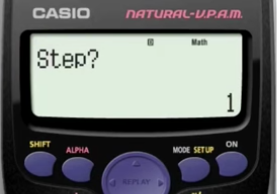 CASIO NATURAL-V.P.A.M.
D Math
Step?
1
SHIFT ALPHA MODE SETUP ON
REPLAY